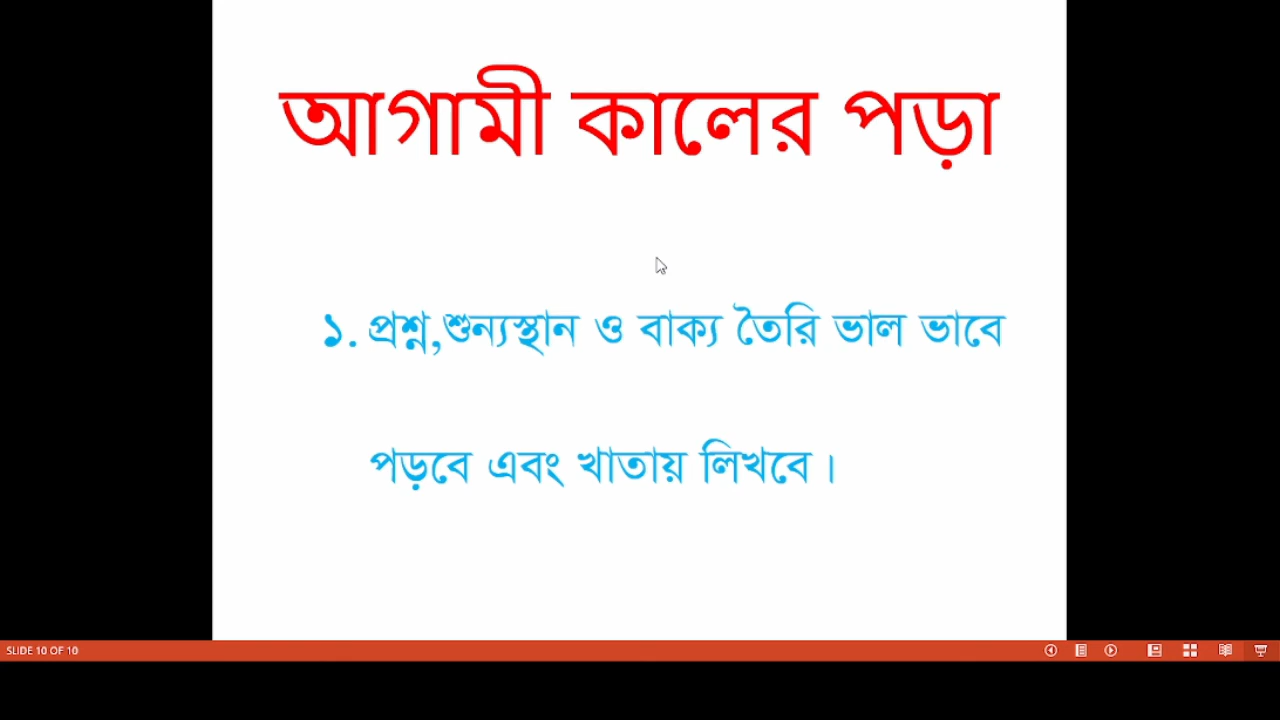 আগামী কালের পড়া
১. প্রশ্ন,শুন্যস্থান ও বাক্য তৈরি ভাল ভাবে
পড়বে এবং খাতায় লিখবে।
SLIDE 10 OF 10